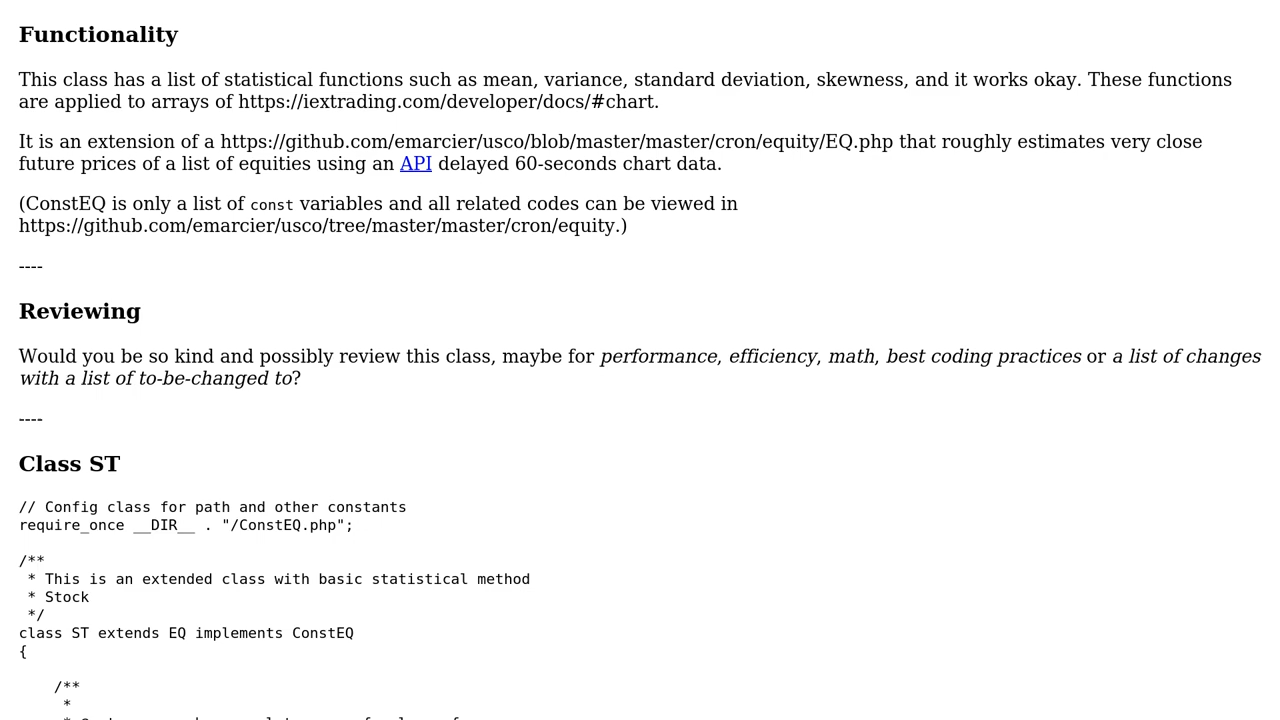 Functionality
This class has a list of statistical functions such as mean, variance, standard deviation, skewness, and it works okay. These functions
are applied to arrays of https://iextrading.com/developer/docs/#chart.
It is an extension of a https://github.com/emarcier/usco/blob/master/master/cron/equity/EQ.php that roughly estimates very close
future prices of a list of equities using an API delayed 60-seconds chart data.
(ConstEQ is only a list of const variables and all related codes can be viewed in
https://github.com/emarcier/usco/tree/master/master/cron/equity.)
----
Reviewing
Would you be so kind and possibly review this class, maybe for performance, efficiency, math, best coding practices or a list of changes
with a list of to-be-changed to?
----
Class ST
// Config class for path and other constants
require_once __DIR__ . "/ConstEQ.php";
/**
 * This is an extended class with basic statistical method
 * Stock
 */
class ST extends EQ implements ConstEQ
{
    /**
     *